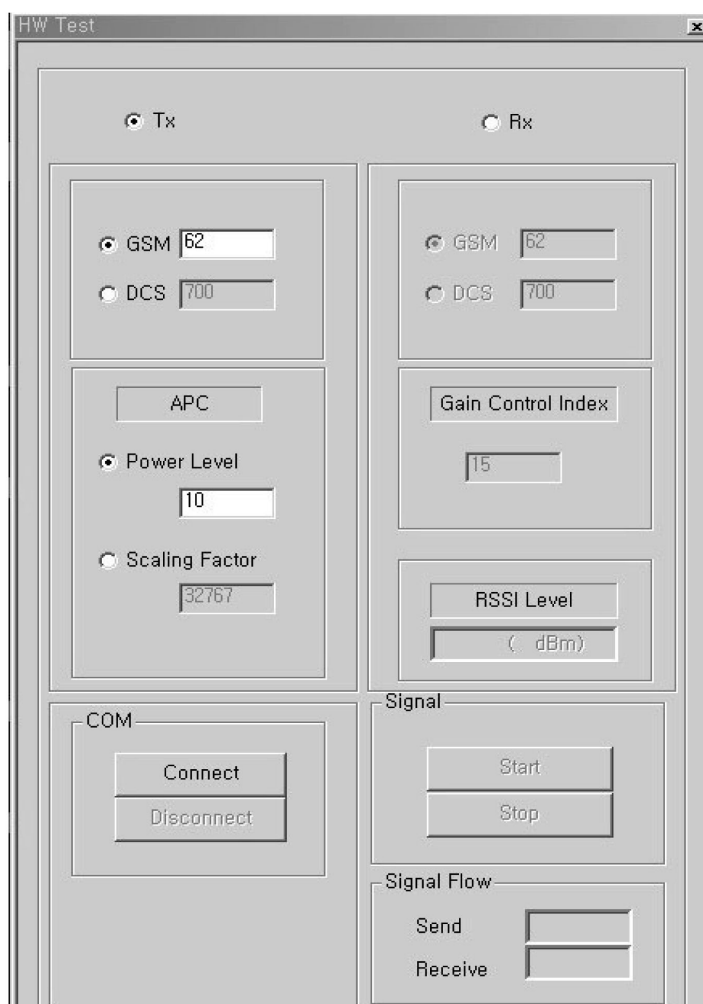 HW Test
Tx
Rx
GSM 62
DCS 700
GSM 62
DCS 700
APC
Power Level
10
Scaling Factor
32767
Gain Control Index
15
RSSI Level
( dBm)
COM
Connect
Disconnect
Signal
Start
Stop
Signal Flow
Send
Receive